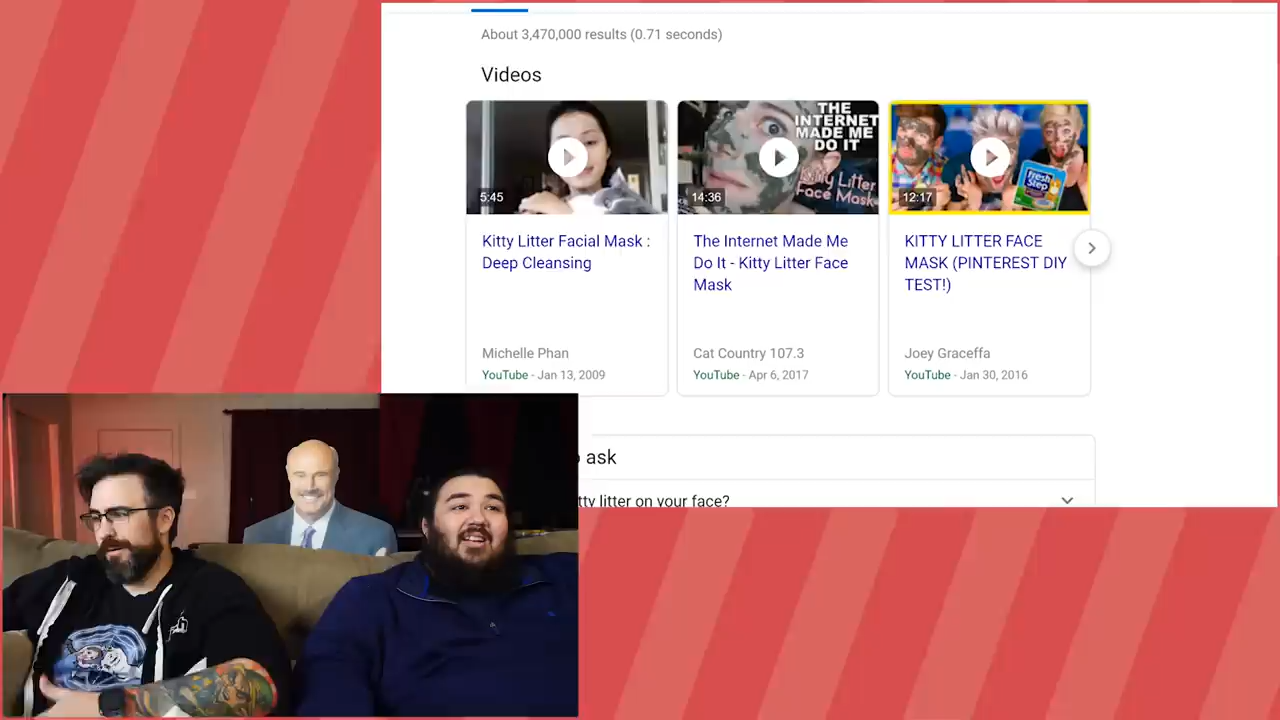 About 3,470,000 results (0.71 seconds)
Videos
5:45
Kitty Litter Facial Mask :
Deep Cleansing
Michelle Phan
YouTube - Jan 13, 2009
THE
INTERNET
MADE ME
DO IT
Kitty Litter
Face Mask
14:36
The Internet Made Me
Do It - Kitty Litter Face
Mask
Cat Country 107.3
YouTube - Apr 6, 2017
Fresh
Step
12:17
KITTY LITTER FACE
MASK (PINTEREST DIY
TEST!)
Joey Graceffa
YouTube - Jan 30, 2016
ask
tty litter on your face?